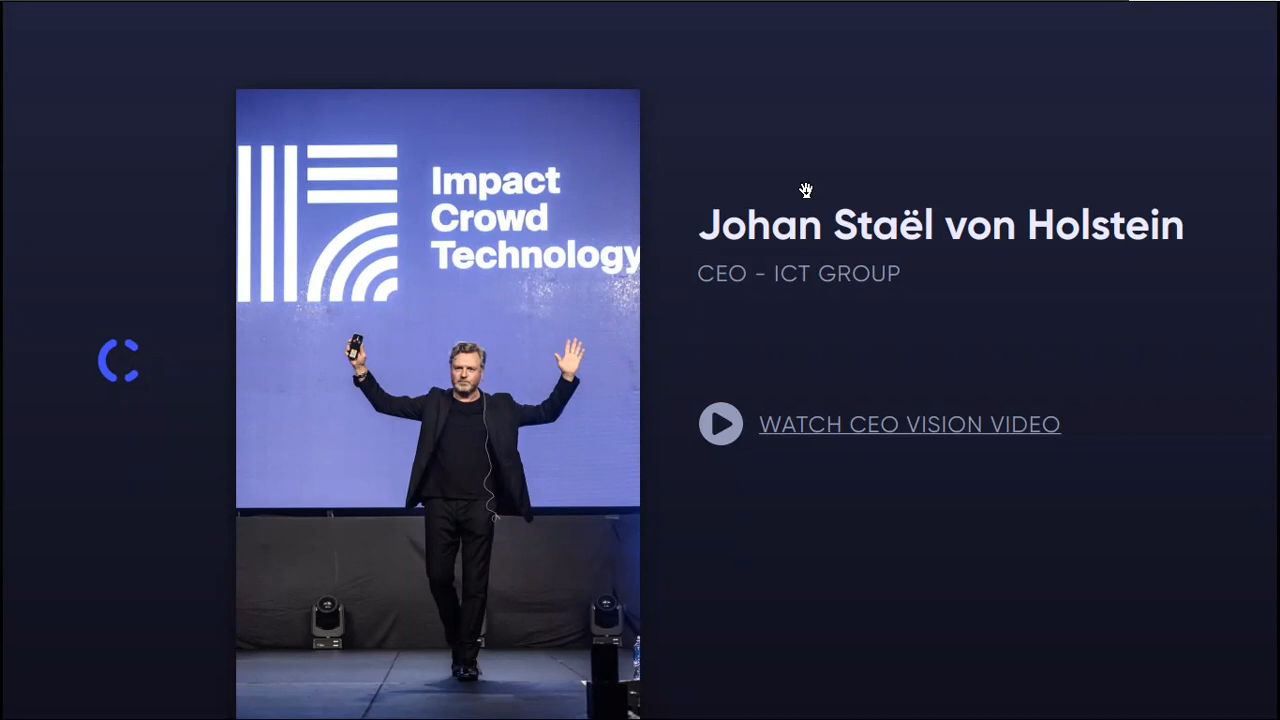 Impact
Crowd
Technology
Johan Staël von Holstein
CEO - ICT GROUP
WATCH CEO VISION VIDEO